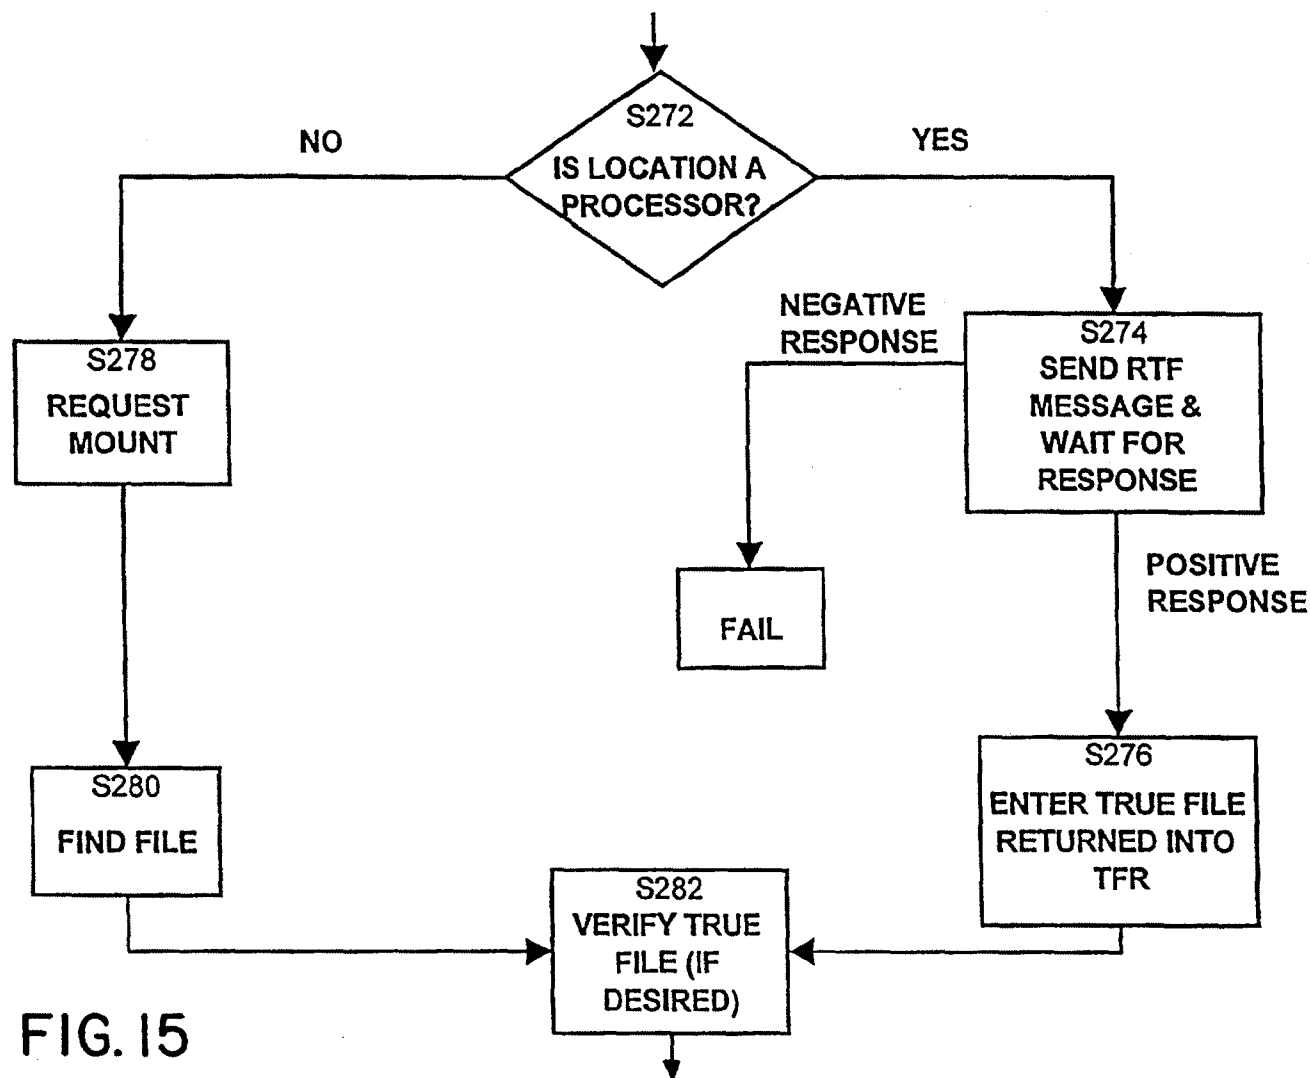 S272
IS LOCATION A
PROCESSOR?
NO
YES
NEGATIVE
RESPONSE
S274
SEND RTF
MESSAGE &
WAIT FOR
RESPONSE
S278
REQUEST
MOUNT
POSITIVE
RESPONSE
FAIL
S276
ENTER TRUE FILE
RETURNED INTO
TFR
S280
FIND FILE
S282
VERIFY TRUE
FILE (IF
DESIRED)
FIG. 15